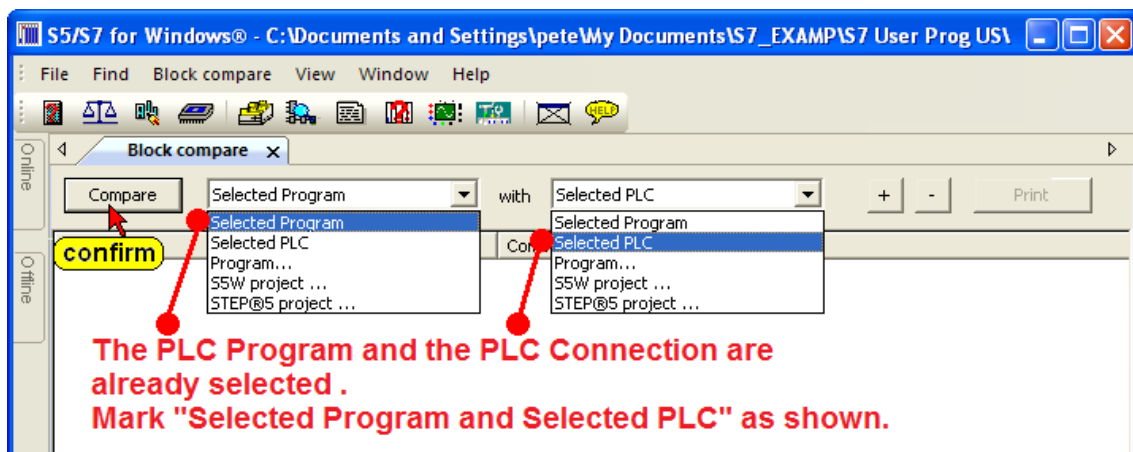 S5/S7 for Windows® - C:\Documents and Settings\pete\My Documents\S7_EXAMP\S7 User Prog US\
File Find Block compare View Window Help
HELP
Online
Block compare x
Compare Selected Program with Selected PLC + - Print
Selected Program
Selected PLC
Program...
S5W project ...
STEP®5 project ...
Selected Program
Selected PLC
Program...
S5W project ...
STEP®5 project ...
confirm
Offline
The PLC Program and the PLC Connection are
already selected .
Mark "Selected Program and Selected PLC" as shown.